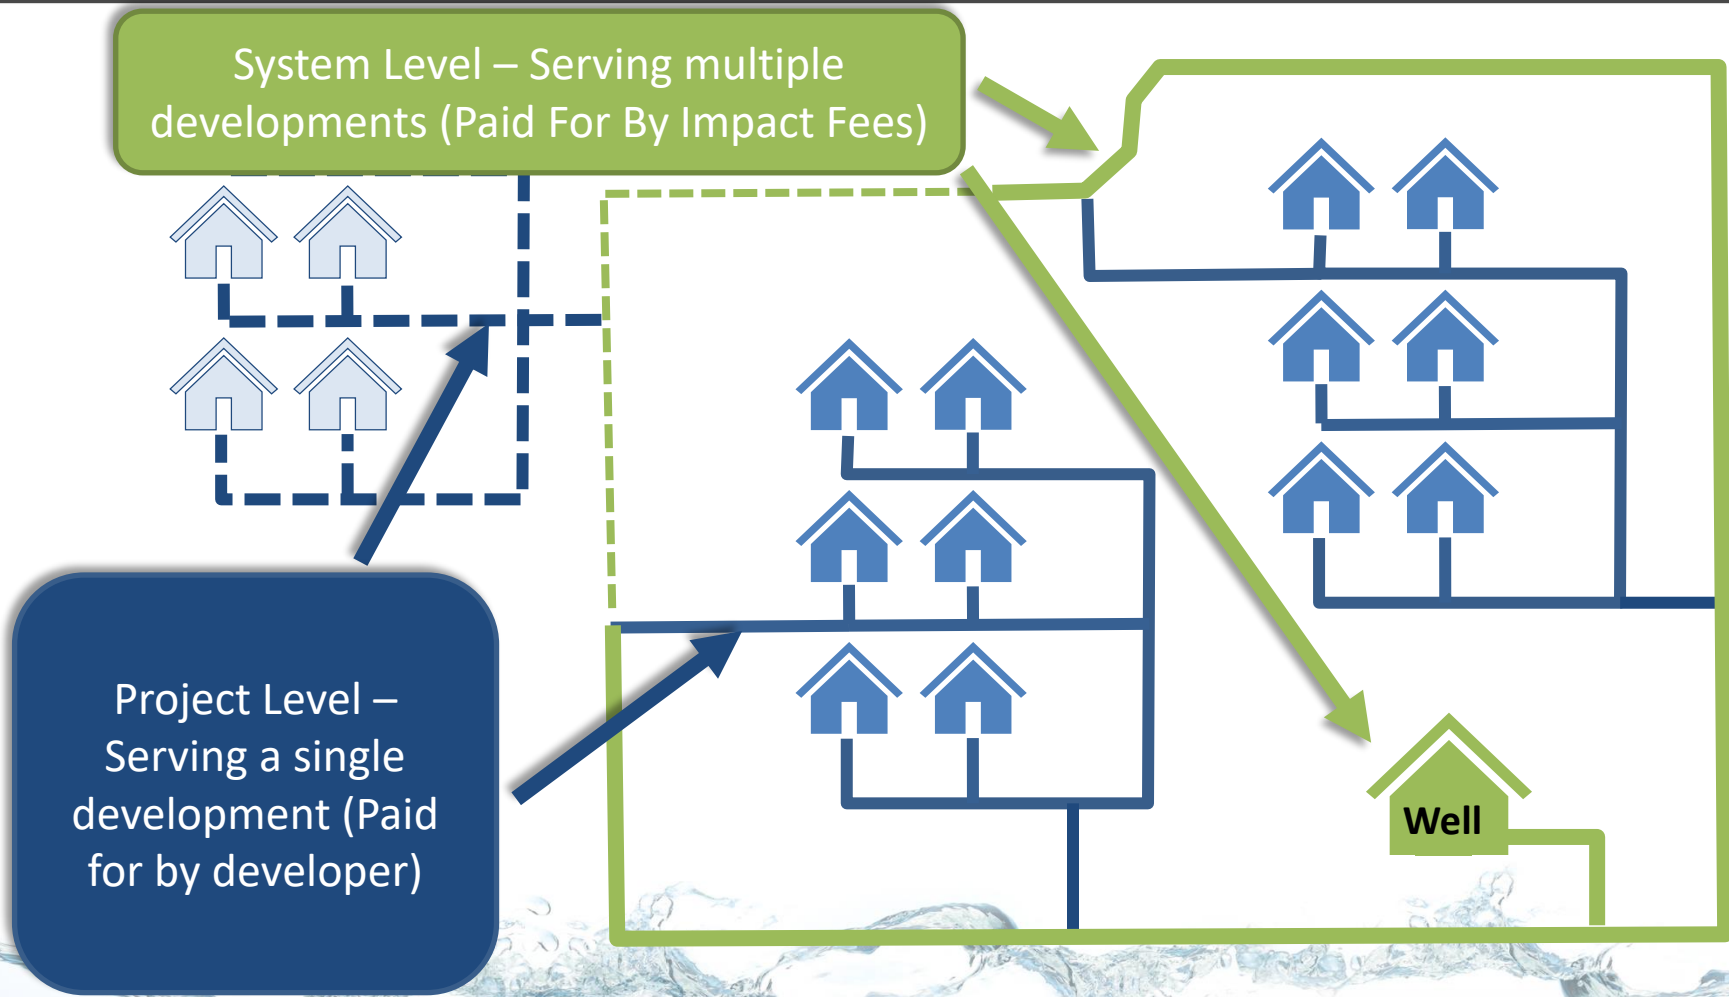 System Level – Serving multiple
developments (Paid For By Impact Fees)
Project Level –
Serving a single
development (Paid
for by developer)
Well